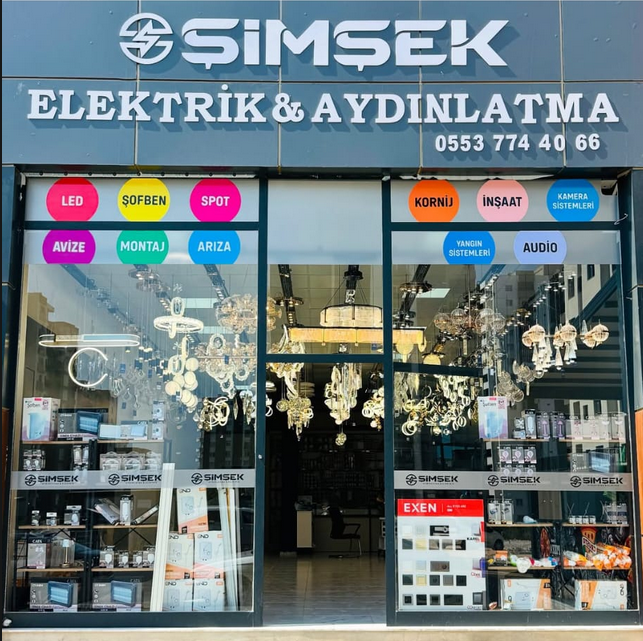 ŞİMŞEK
ELEKTRİK & AYDINLATMA
0553 774 40 66
LED
ŞOFBEN
SPOT
KORNİJ
İNŞAAT
KAMERA
SİSTEMLERİ
AVİZE
MONTAJ
ARIZA
YANGIN
SİSTEMLERİ
AUDİO
ŞİMŞEK
ŞİMŞEK
ŞİMŞEK
ŞİMŞEK
ŞİMŞEK
ŞİMŞEK
EXEN